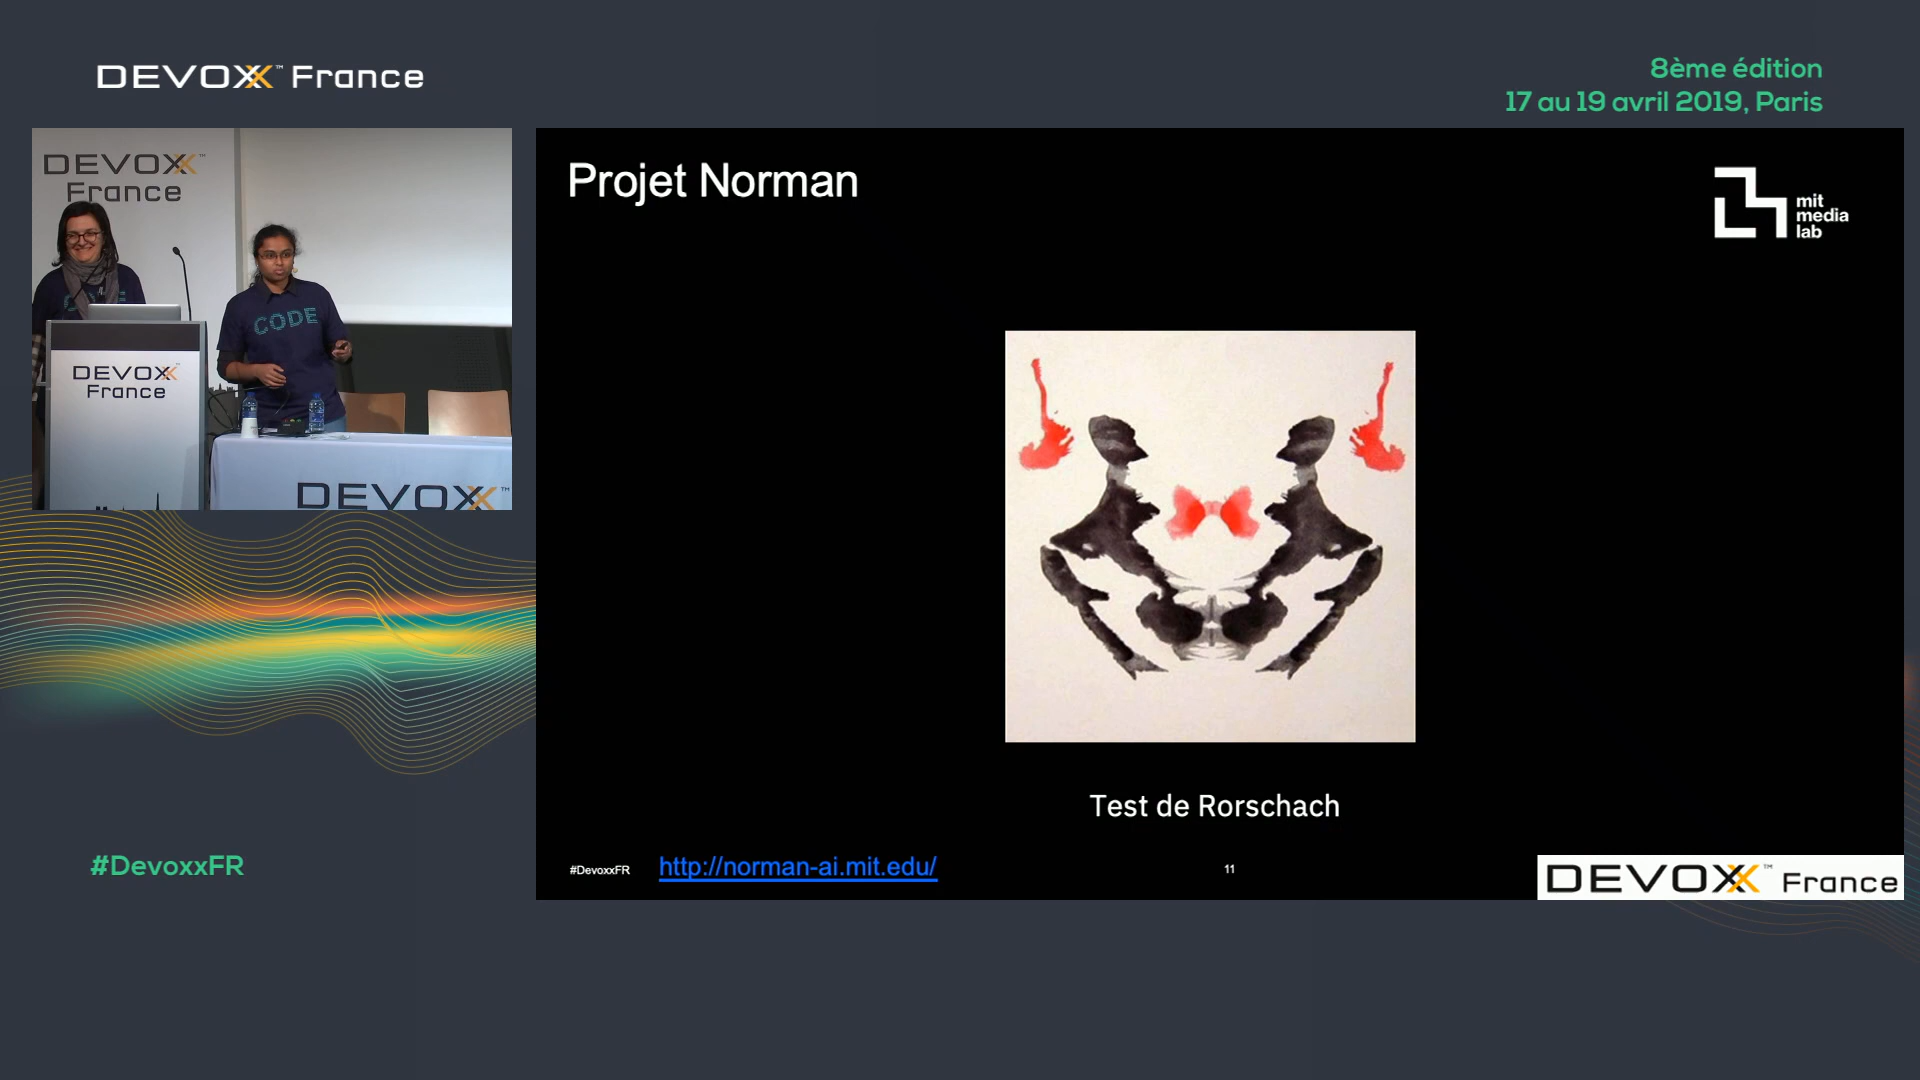 DEVOXX™ France
8ème édition
17 au 19 avril 2019, Paris
DEVOXX™
France
CODE
DEVOXX
France
DEVOXX™
Projet Norman
mit
media
lab
Test de Rorschach
#DevoxxFR
http://norman-ai.mit.edu/
11
DEVOXX™ France
#DevoxxFR